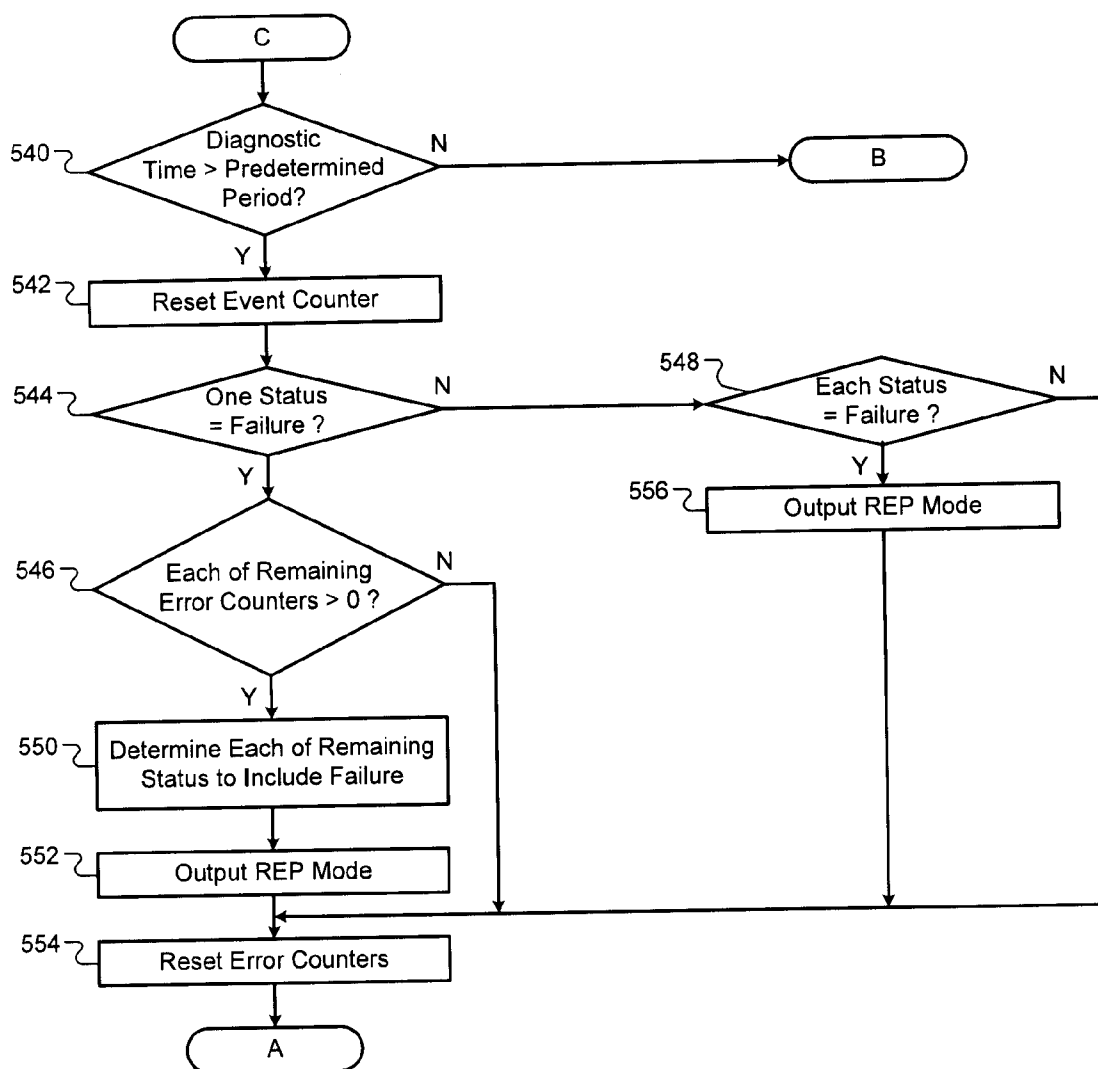 C
540
Diagnostic
Time > Predetermined
Period?
N
B
Y
542
Reset Event Counter
544
One Status
= Failure ?
N
548
Each Status
= Failure ?
N
Y
Y
556
Output REP Mode
546
Each of Remaining
Error Counters > 0 ?
N
Y
550
Determine Each of Remaining
Status to Include Failure
552
Output REP Mode
554
Reset Error Counters
A